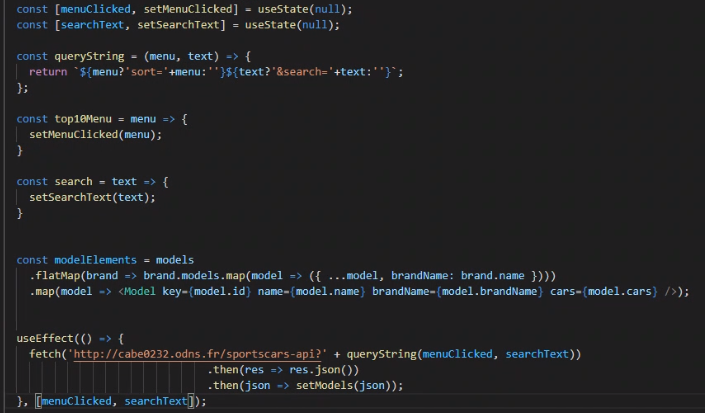 const [menuClicked, setMenuClicked] = useState(null);
const [searchText, setSearchText] = useState(null);
const queryString = (menu, text) => {
return `${menu?'sort='+menu:''}${text?'&search='+text:''}`;
};
const top10Menu = menu => {
setMenuClicked(menu);
}
const search = text => {
setSearchText(text);
}
const modelElements = models
.flatMap(brand => brand.models.map(model => ({ ...model, brandName: brand.name })))
.map(model => <Model key={model.id} name={model.name} brandName={model.brandName} cars={model.cars} />);
useEffect(() => {
fetch('http://cabe0232.odns.fr/sportscars-api?' + queryString(menuClicked, searchText))
.then(res => res.json())
.then(json => setModels(json));
}, [menuClicked, searchText]);